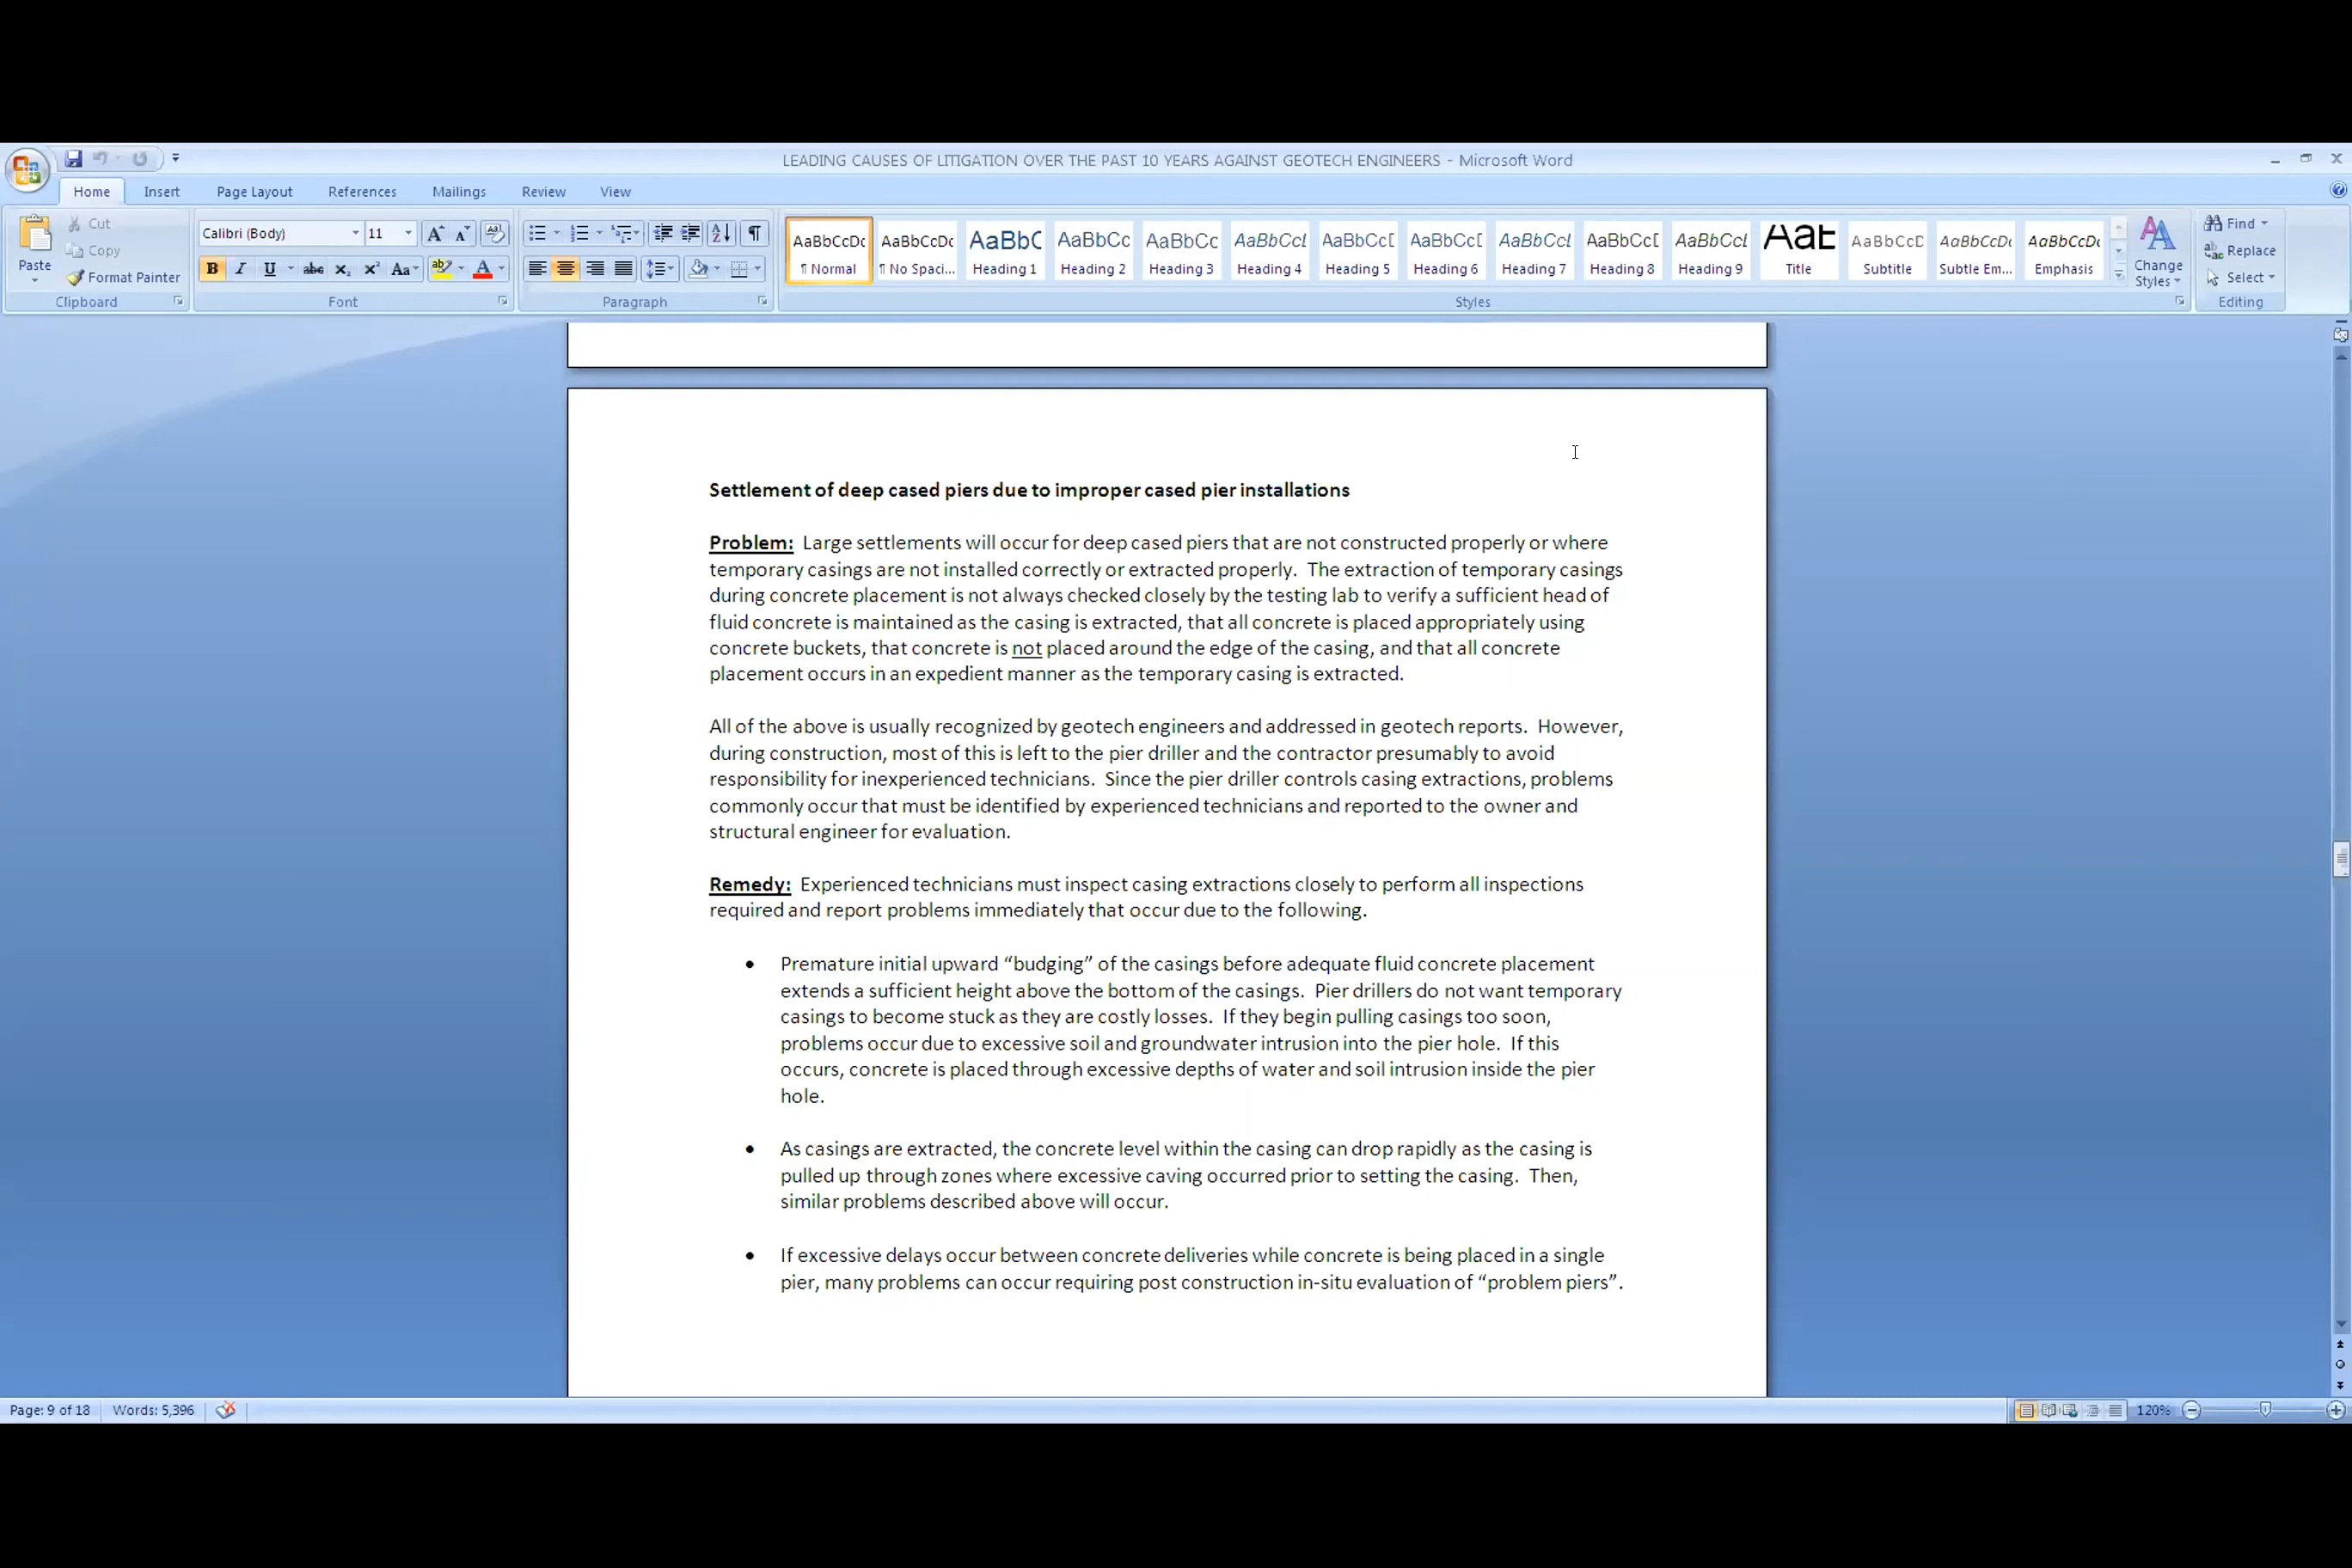 LEADING CAUSES OF LITIGATION OVER THE PAST 10 YEARS AGAINST GEOTECH ENGINEERS - Microsoft Word
Home Insert Page Layout References Mailings Review View
Paste
Cut
Copy
Format Painter
Clipboard
Calibri (Body) 11
Font
Paragraph
AaBbCcDc AaBbCcDc AaBbC AaBbCc AaBbCc AaBbCcI AaBbCcD AaBbCcD AaBbCcI AaBbCcD AaBbCcI AaB AaBbCcD AaBbCcDc AaBbCcDc
¶ Normal ¶ No Spaci... Heading 1 Heading 2 Heading 3 Heading 4 Heading 5 Heading 6 Heading 7 Heading 8 Heading 9 Title Subtitle Subtle Em... Emphasis
Styles
Change
Styles
Find
Replace
Select
Editing
Settlement of deep cased piers due to improper cased pier installations
Problem: Large settlements will occur for deep cased piers that are not constructed properly or where
temporary casings are not installed correctly or extracted properly. The extraction of temporary casings
during concrete placement is not always checked closely by the testing lab to verify a sufficient head of
fluid concrete is maintained as the casing is extracted, that all concrete is placed appropriately using
concrete buckets, that concrete is not placed around the edge of the casing, and that all concrete
placement occurs in an expedient manner as the temporary casing is extracted.
All of the above is usually recognized by geotech engineers and addressed in geotech reports. However,
during construction, most of this is left to the pier driller and the contractor presumably to avoid
responsibility for inexperienced technicians. Since the pier driller controls casing extractions, problems
commonly occur that must be identified by experienced technicians and reported to the owner and
structural engineer for evaluation.
Remedy: Experienced technicians must inspect casing extractions closely to perform all inspections
required and report problems immediately that occur due to the following.
• Premature initial upward “budging” of the casings before adequate fluid concrete placement
extends a sufficient height above the bottom of the casings. Pier drillers do not want temporary
casings to become stuck as they are costly losses. If they begin pulling casings too soon,
problems occur due to excessive soil and groundwater intrusion into the pier hole. If this
occurs, concrete is placed through excessive depths of water and soil intrusion inside the pier
hole.
• As casings are extracted, the concrete level within the casing can drop rapidly as the casing is
pulled up through zones where excessive caving occurred prior to setting the casing. Then,
similar problems described above will occur.
• If excessive delays occur between concrete deliveries while concrete is being placed in a single
pier, many problems can occur requiring post construction in-situ evaluation of “problem piers”.
Page: 9 of 18 Words: 5,396 120%